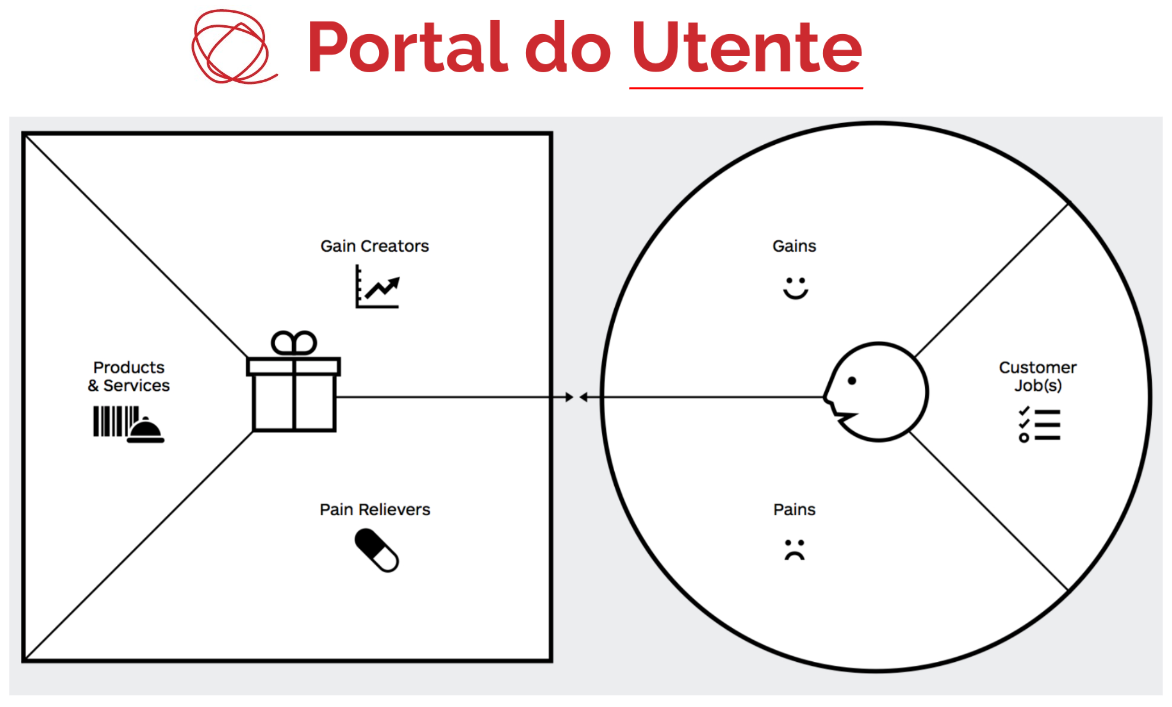 Portal do Utente
Gain Creators
Products
& Services
Pain Relievers
Gains
Customer
Job(s)
Pains